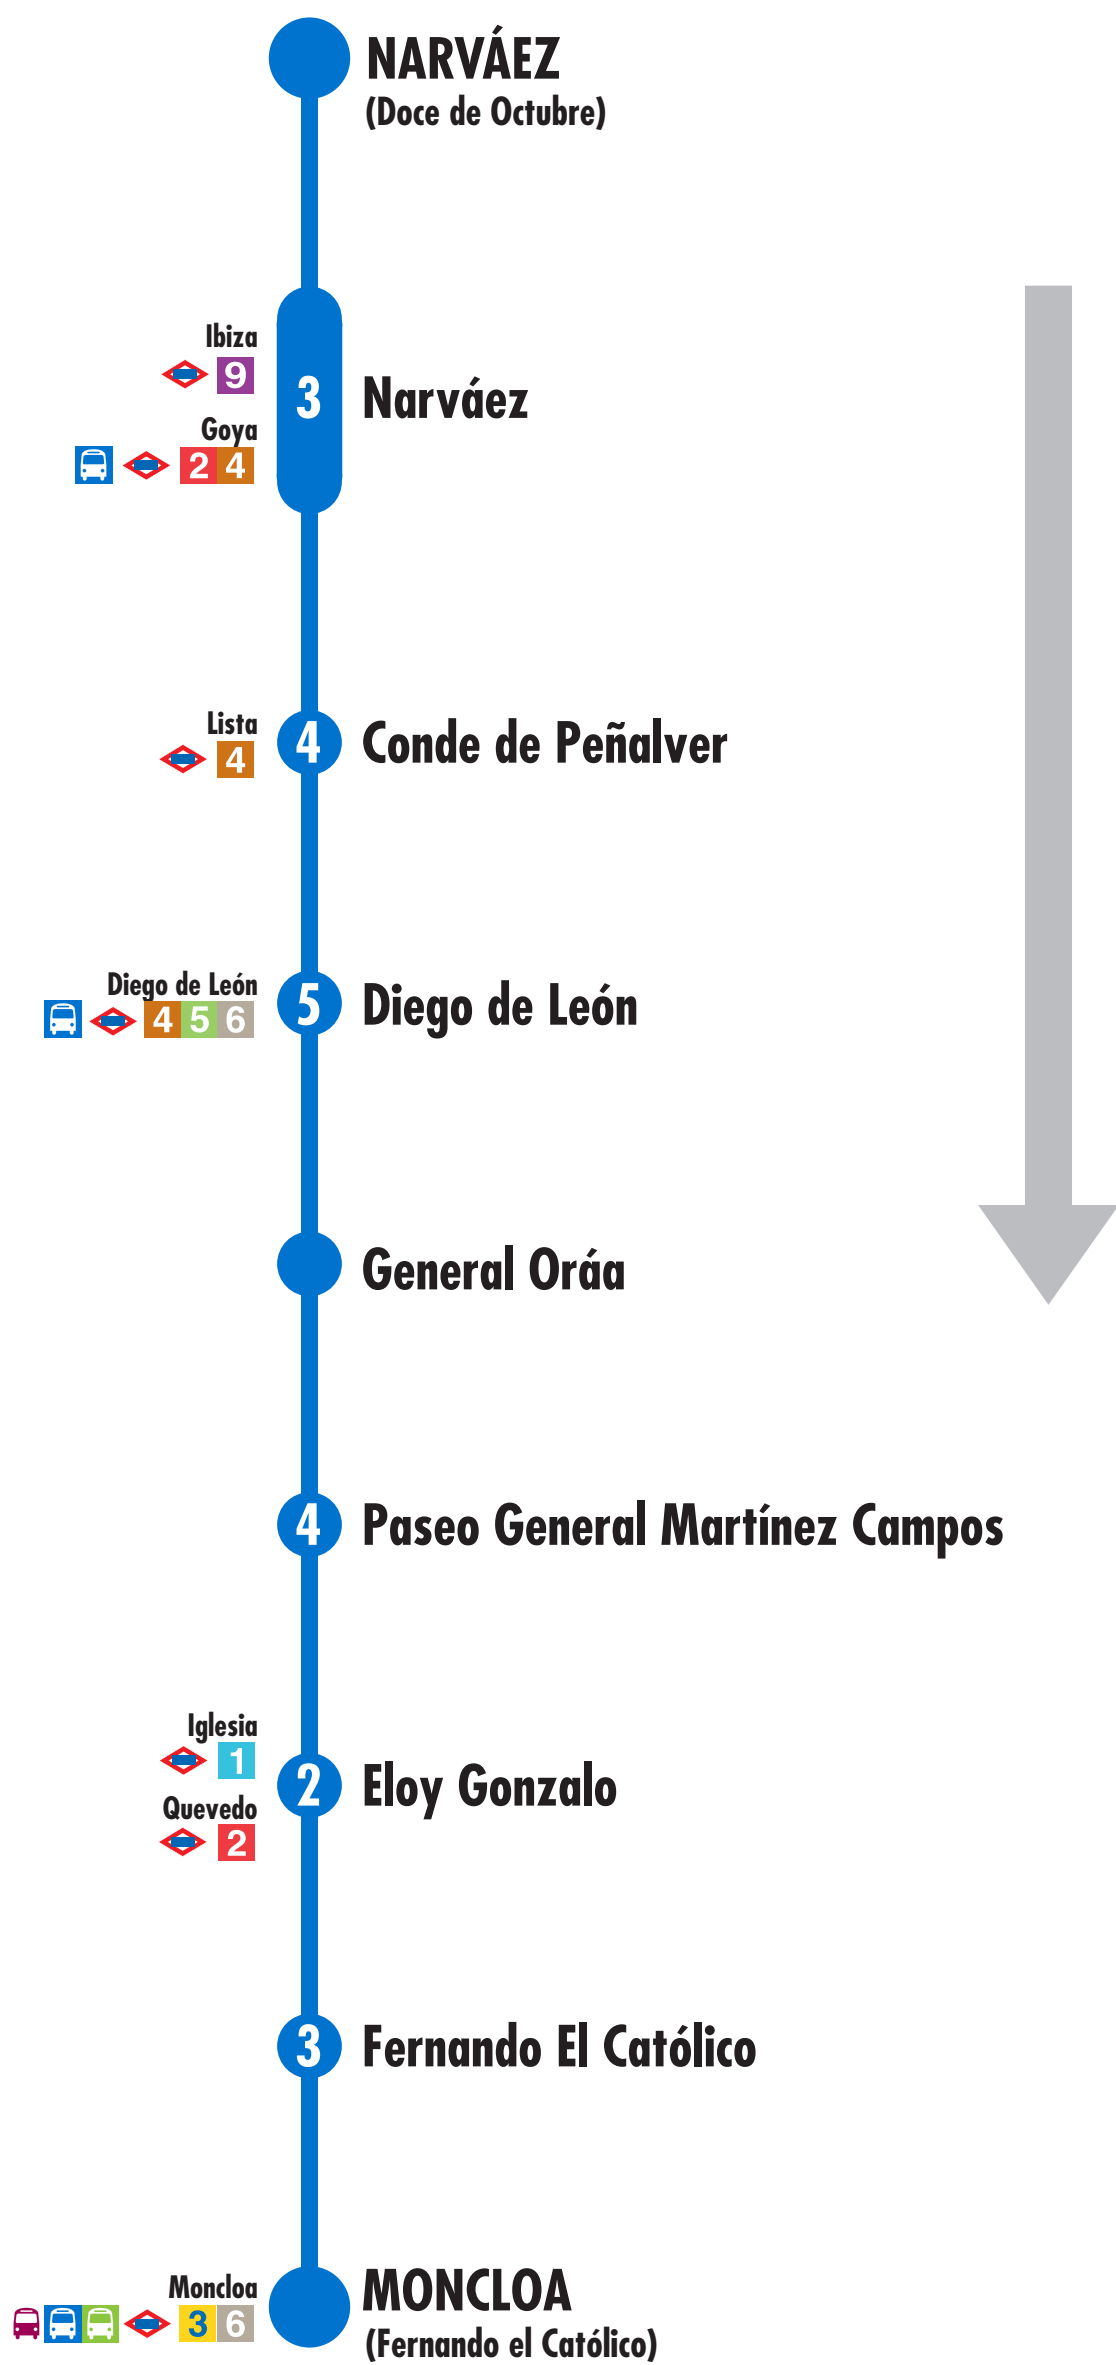 NARVÁEZ
(Doce de Octubre)
Ibiza
9
Goya
2 4
3
Narváez
Lista
4
4
Conde de Peñalver
Diego de León
4 5 6
5
Diego de León
General Oráa
4
Paseo General Martínez Campos
Iglesia
1
Quevedo
2
2
Eloy Gonzalo
3
Fernando El Católico
Moncloa
3 6
MONCLOA
(Fernando el Católico)